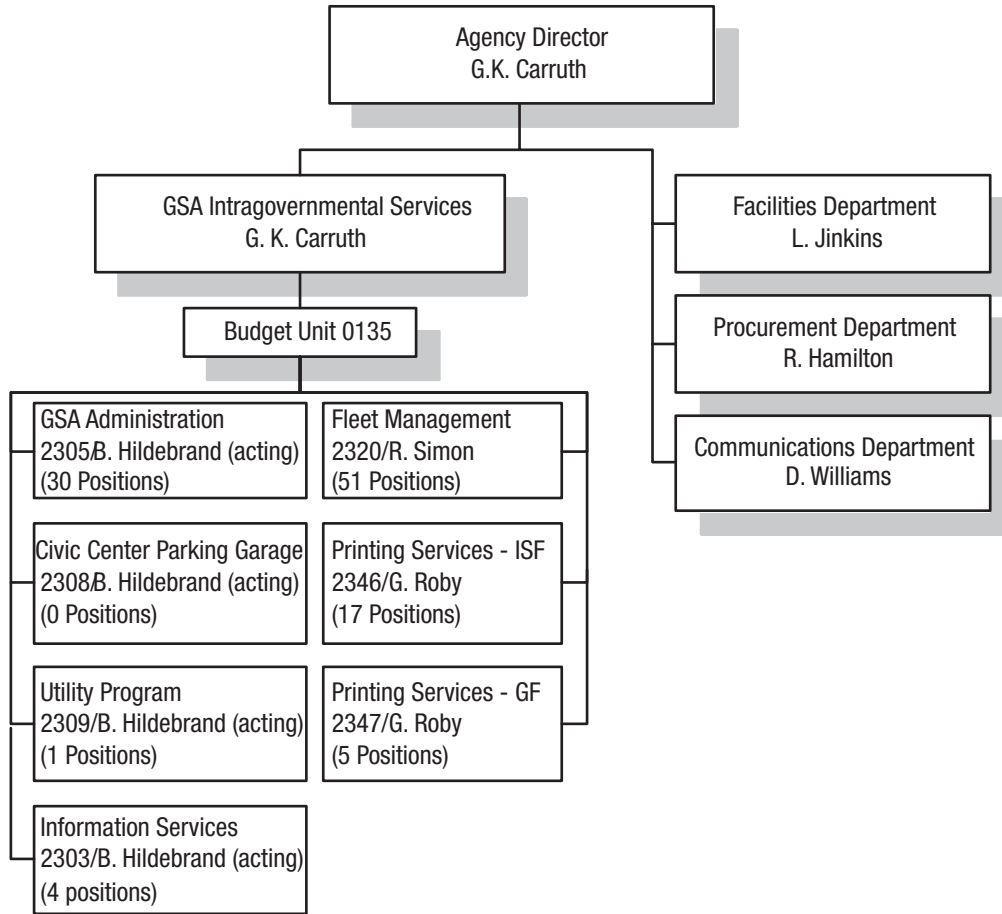 Agency Director
G.K. Carruth
GSA Intragovernmental Services
G. K. Carruth
Budget Unit 0135
Facilities Department
L. Jinkins
Procurement Department
R. Hamilton
Communications Department
D. Williams
GSA Administration
2305/B. Hildebrand (acting)
(30 Positions)
Civic Center Parking Garage
2308/B. Hildebrand (acting)
(0 Positions)
Utility Program
2309/B. Hildebrand (acting)
(1 Positions)
Information Services
2303/B. Hildebrand (acting)
(4 positions)
Fleet Management
2320/R. Simon
(51 Positions)
Printing Services - ISF
2346/G. Roby
(17 Positions)
Printing Services - GF
2347/G. Roby
(5 Positions)